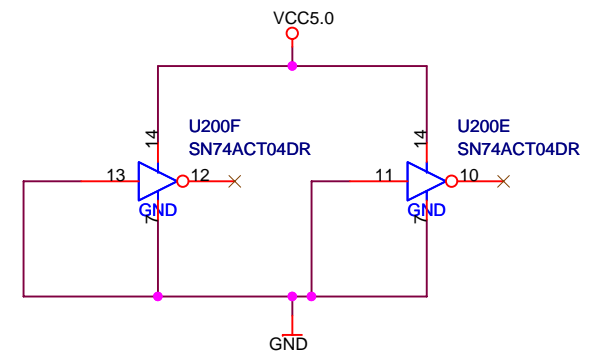 VCC5.0
14
U200F
SN74ACT04DR
13
12
GND
7
14
U200E
SN74ACT04DR
11
10
GND
7
GND